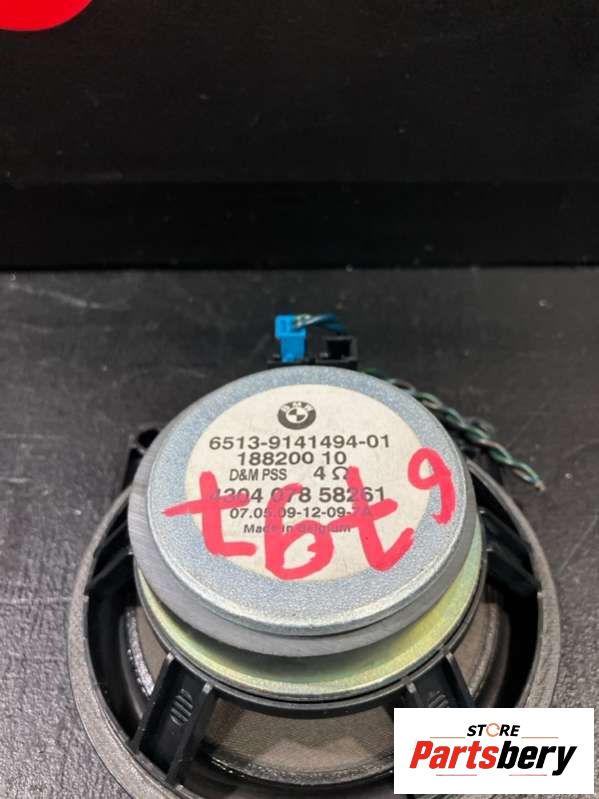 BMW
6513-9141494-01
188200 10
D&M PSS 4 Ω
4304 078 58261
07.05.09-12-09-7A
Made in Belgium
STORE
Partsbery